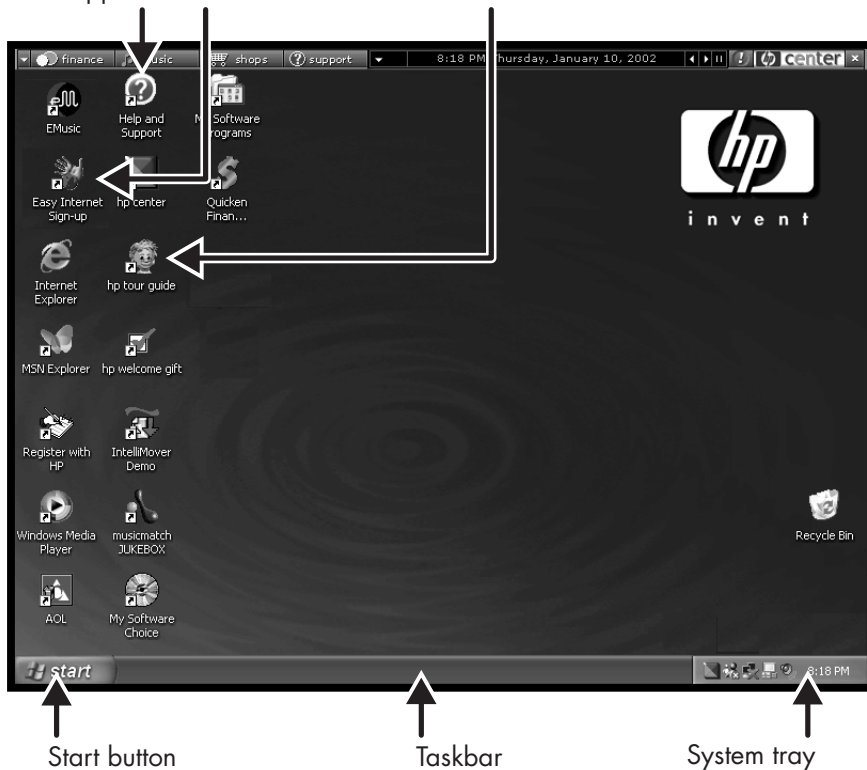 finance
shops
support
8:18 PM
Thursday, January 10, 2002
hp center
EMusic
Help and
Support
My Software
Programs
Easy Internet
Sign-up
hp center
Quicken
Finan...
hp
invent
Internet
Explorer
hp tour guide
MSN Explorer
hp welcome gift
Register with
HP
IntelliMover
Demo
Windows Media
Player
musicmatch
JUKEBOX
Recycle Bin
AOL
My Software
Choice
start
8:18 PM
Start button
Taskbar
System tray